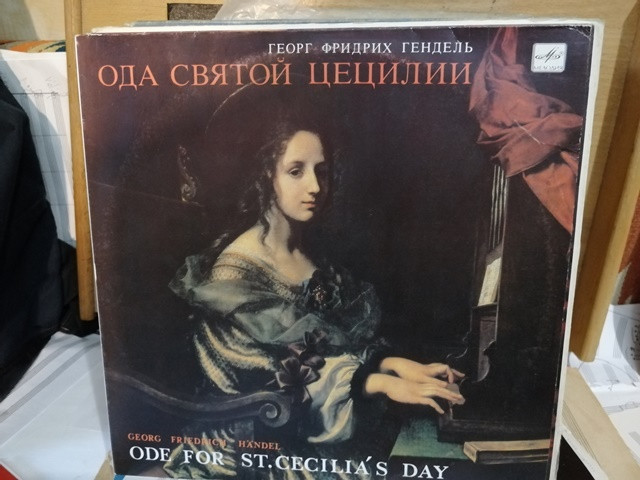 ГЕОРГ ФРИДРИХ ГЕНДЕЛЬ
ОДА СВЯТОЙ ЦЕЦИЛИИ
GEORG FRIEDRICH HÄNDEL
ODE FOR ST. CECILIA'S DAY